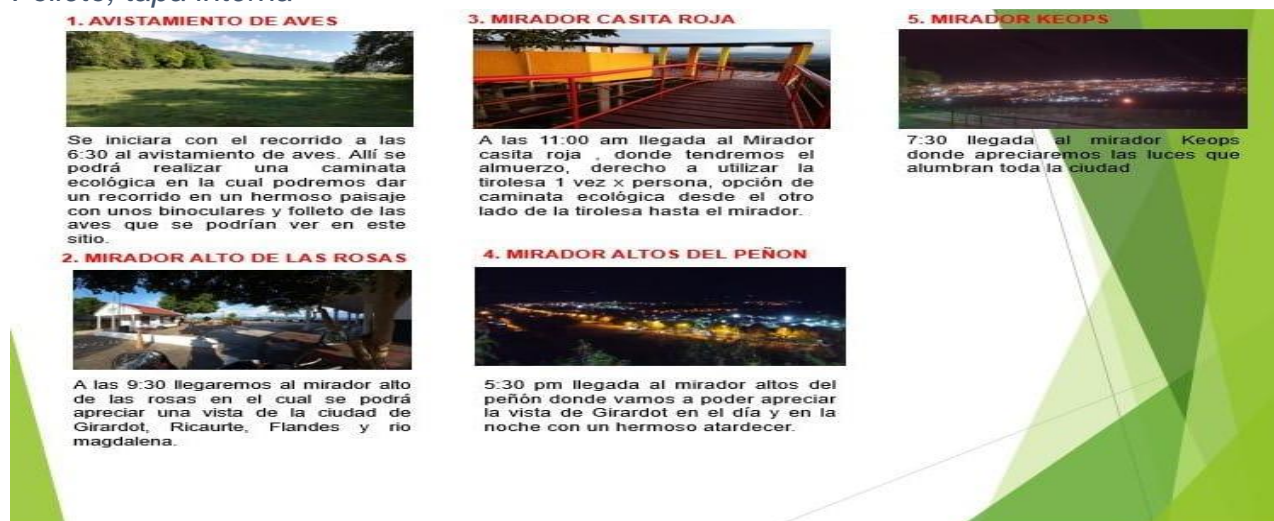 Folleto, tapa interna
1. AVISTAMIENTO DE AVES
Se iniciara con el recorrido a las
6:30 al avistamiento de aves. Allí se
podrá realizar una caminata
ecológica en la cual podremos dar
un recorrido en un hermoso paisaje
con unos binoculares y folleto de las
aves que se podrían ver en este
sitio.
2. MIRADOR ALTO DE LAS ROSAS
A las 9:30 llegaremos al mirador alto
de las rosas en el cual se podrá
apreciar una vista de la ciudad de
Girardot, Ricaurte, Flandes y rio
magdalena.
3. MIRADOR CASITA ROJA
A las 11:00 am llegada al Mirador
casita roja , donde tendremos el
almuerzo, derecho a utilizar la
tirolesa 1 vez x persona, opción de
caminata ecológica desde el otro
lado de la tirolesa hasta el mirador.
4. MIRADOR ALTOS DEL PEÑON
5:30 pm llegada al mirador altos del
peñón donde vamos a poder apreciar
la vista de Girardot en el día y en la
noche con un hermoso atardecer.
5. MIRADOR KEOPS
7:30 llegada al mirador Keops
donde apreciaremos las luces que
alumbran toda la ciudad